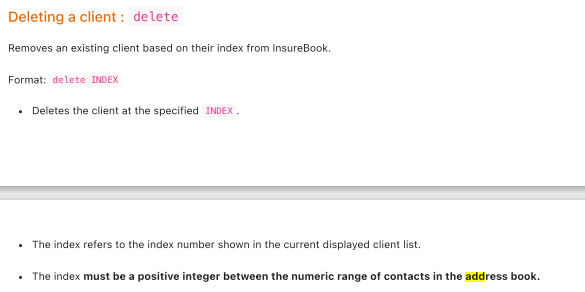 Deleting a client : delete
Removes an existing client based on their index from InsureBook.
Format: delete INDEX
• Deletes the client at the specified INDEX .
• The index refers to the index number shown in the current displayed client list.
• The index must be a positive integer between the numeric range of contacts in the address book.